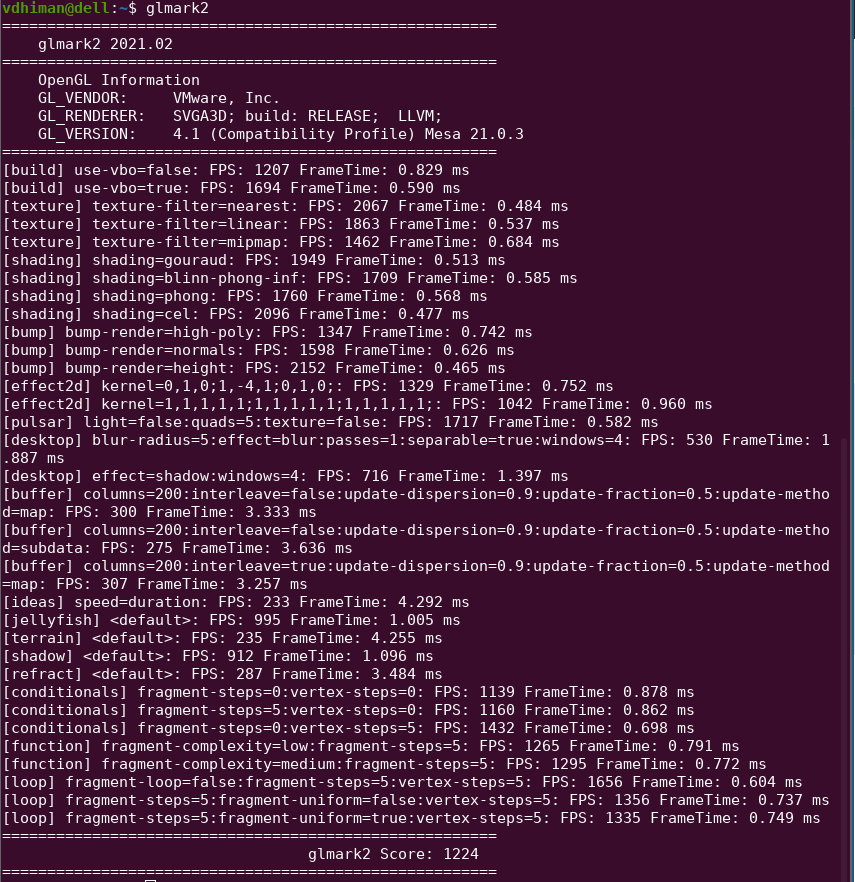 vdhiman@dell:~$ glmark2
=======================================================
    glmark2 2021.02
=======================================================
    OpenGL Information
    GL_VENDOR:     VMware, Inc.
    GL_RENDERER:   SVGA3D; build: RELEASE;  LLVM;
    GL_VERSION:    4.1 (Compatibility Profile) Mesa 21.0.3
=======================================================
[build] use-vbo=false: FPS: 1207 FrameTime: 0.829 ms
[build] use-vbo=true: FPS: 1694 FrameTime: 0.590 ms
[texture] texture-filter=nearest: FPS: 2067 FrameTime: 0.484 ms
[texture] texture-filter=linear: FPS: 1863 FrameTime: 0.537 ms
[texture] texture-filter=mipmap: FPS: 1462 FrameTime: 0.684 ms
[shading] shading=gouraud: FPS: 1949 FrameTime: 0.513 ms
[shading] shading=blinn-phong-inf: FPS: 1709 FrameTime: 0.585 ms
[shading] shading=phong: FPS: 1760 FrameTime: 0.568 ms
[shading] shading=cel: FPS: 2096 FrameTime: 0.477 ms
[bump] bump-render=high-poly: FPS: 1347 FrameTime: 0.742 ms
[bump] bump-render=normals: FPS: 1598 FrameTime: 0.626 ms
[bump] bump-render=height: FPS: 2152 FrameTime: 0.465 ms
[effect2d] kernel=0,1,0;1,-4,1;0,1,0;: FPS: 1329 FrameTime: 0.752 ms
[effect2d] kernel=1,1,1,1,1;1,1,1,1,1;1,1,1,1,1;: FPS: 1042 FrameTime: 0.960 ms
[pulsar] light=false:quads=5:texture=false: FPS: 1717 FrameTime: 0.582 ms
[desktop] blur-radius=5:effect=blur:passes=1:separable=true:windows=4: FPS: 530 FrameTime: 1
.887 ms
[desktop] effect=shadow:windows=4: FPS: 716 FrameTime: 1.397 ms
[buffer] columns=200:interleave=false:update-dispersion=0.9:update-fraction=0.5:update-metho
d=map: FPS: 300 FrameTime: 3.333 ms
[buffer] columns=200:interleave=false:update-dispersion=0.9:update-fraction=0.5:update-metho
d=subdata: FPS: 275 FrameTime: 3.636 ms
[buffer] columns=200:interleave=true:update-dispersion=0.9:update-fraction=0.5:update-method
=map: FPS: 307 FrameTime: 3.257 ms
[ideas] speed=duration: FPS: 233 FrameTime: 4.292 ms
[jellyfish] <default>: FPS: 995 FrameTime: 1.005 ms
[terrain] <default>: FPS: 235 FrameTime: 4.255 ms
[shadow] <default>: FPS: 912 FrameTime: 1.096 ms
[refract] <default>: FPS: 287 FrameTime: 3.484 ms
[conditionals] fragment-steps=0:vertex-steps=0: FPS: 1139 FrameTime: 0.878 ms
[conditionals] fragment-steps=5:vertex-steps=0: FPS: 1160 FrameTime: 0.862 ms
[conditionals] fragment-steps=0:vertex-steps=5: FPS: 1432 FrameTime: 0.698 ms
[function] fragment-complexity=low:fragment-steps=5: FPS: 1265 FrameTime: 0.791 ms
[function] fragment-complexity=medium:fragment-steps=5: FPS: 1295 FrameTime: 0.772 ms
[loop] fragment-loop=false:fragment-steps=5:vertex-steps=5: FPS: 1656 FrameTime: 0.604 ms
[loop] fragment-steps=5:fragment-uniform=false:vertex-steps=5: FPS: 1356 FrameTime: 0.737 ms
[loop] fragment-steps=5:fragment-uniform=true:vertex-steps=5: FPS: 1335 FrameTime: 0.749 ms
=======================================================
                                  glmark2 Score: 1224
=======================================================